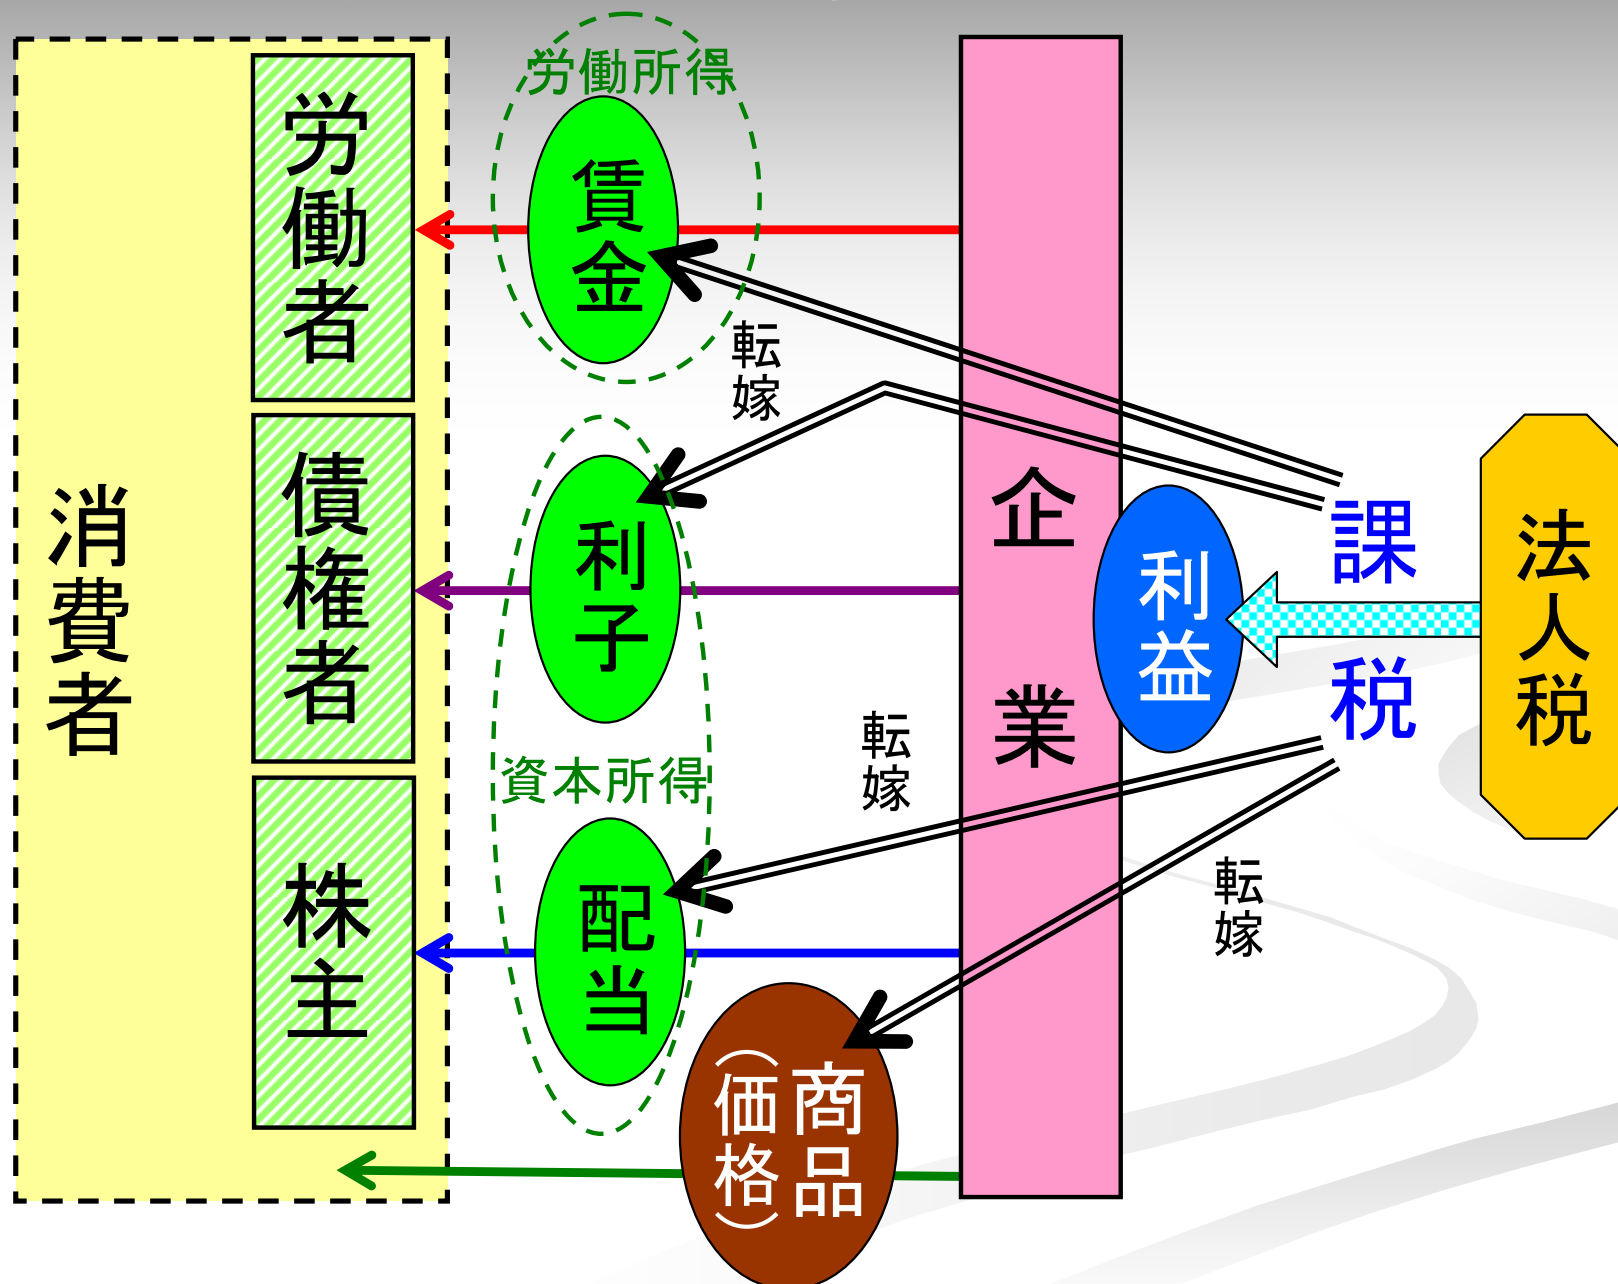 消費者
労働者
債権者
株主
労働所得
賃金
利子
資本所得
配当
商品
（価格）
転嫁
転嫁
転嫁
企業
利益
課税
法人税